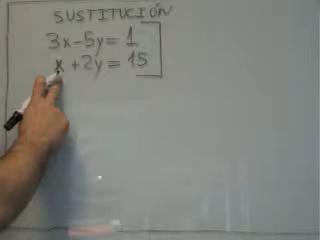 SUSTITUCIÓN
3x-5y= 1
x +2y= 15